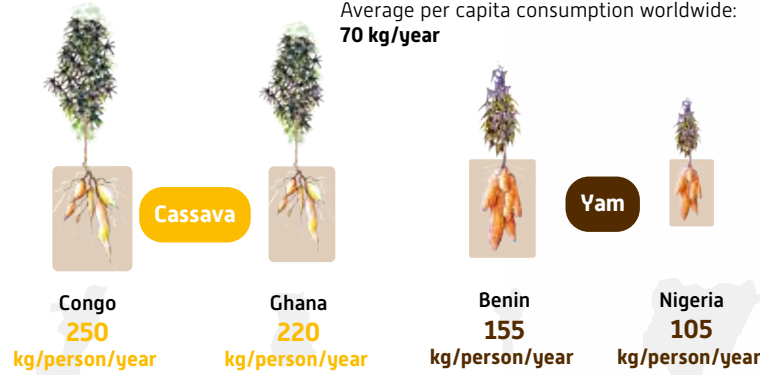 Average per capita consumption worldwide:
70 kg/year
Cassava
Yam
Congo
250
kg/person/year
Ghana
220
kg/person/year
Benin
155
kg/person/year
Nigeria
105
kg/person/year